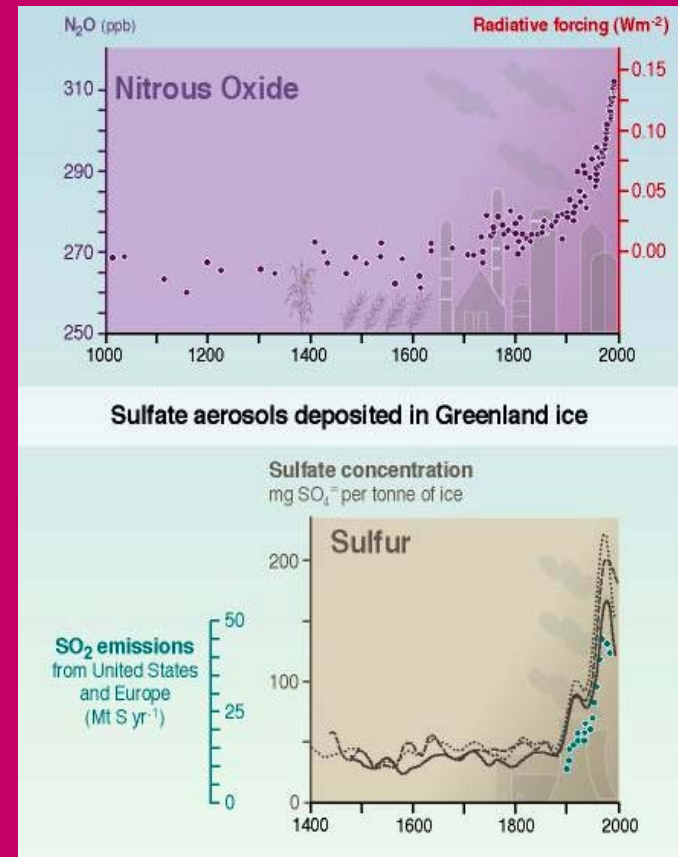 N₂O (ppb)
Radiative forcing (Wm⁻²)
Nitrous Oxide
310
290
270
250
0.15
0.10
0.05
0.00
1000 1200 1400 1600 1800 2000
Sulfate aerosols deposited in Greenland ice
Sulfate concentration
mg SO₄⁼ per tonne of ice
Sulfur
200
100
0
SO₂ emissions
from United States
and Europe
(Mt S yr⁻¹)
50
25
0
1400 1600 1800 2000